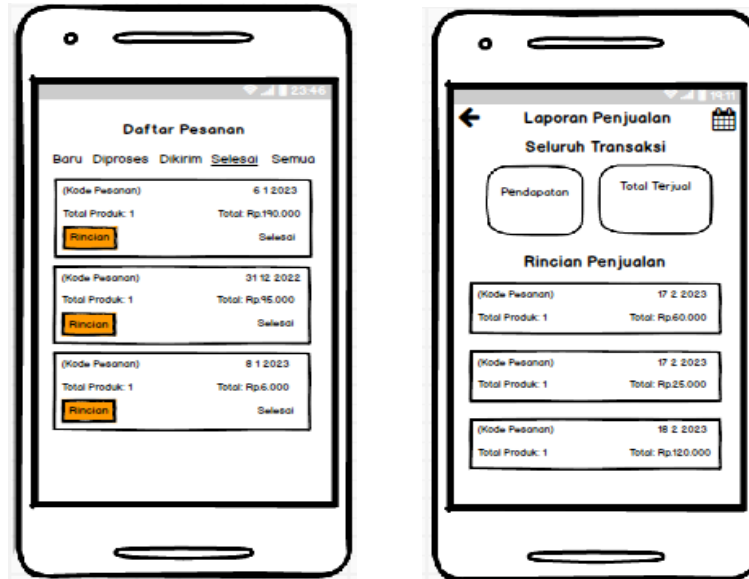 23:46
Daftar Pesanan
Baru Diproses Dikirim Selesai Semua
(Kode Pesanan) 6 1 2023
Total Produk: 1 Total: Rp.190.000
Rincian Selesai
(Kode Pesanan) 31 12 2022
Total Produk: 1 Total: Rp.95.000
Rincian Selesai
(Kode Pesanan) 8 1 2023
Total Produk: 1 Total: Rp.6.000
Rincian Selesai
19:11
Laporan Penjualan
Seluruh Transaksi
Pendapatan Total Terjual
Rincian Penjualan
(Kode Pesanan) 17 2 2023
Total Produk: 1 Total: Rp.60.000
(Kode Pesanan) 17 2 2023
Total Produk: 1 Total: Rp.25.000
(Kode Pesanan) 18 2 2023
Total Produk: 1 Total: Rp.120.000